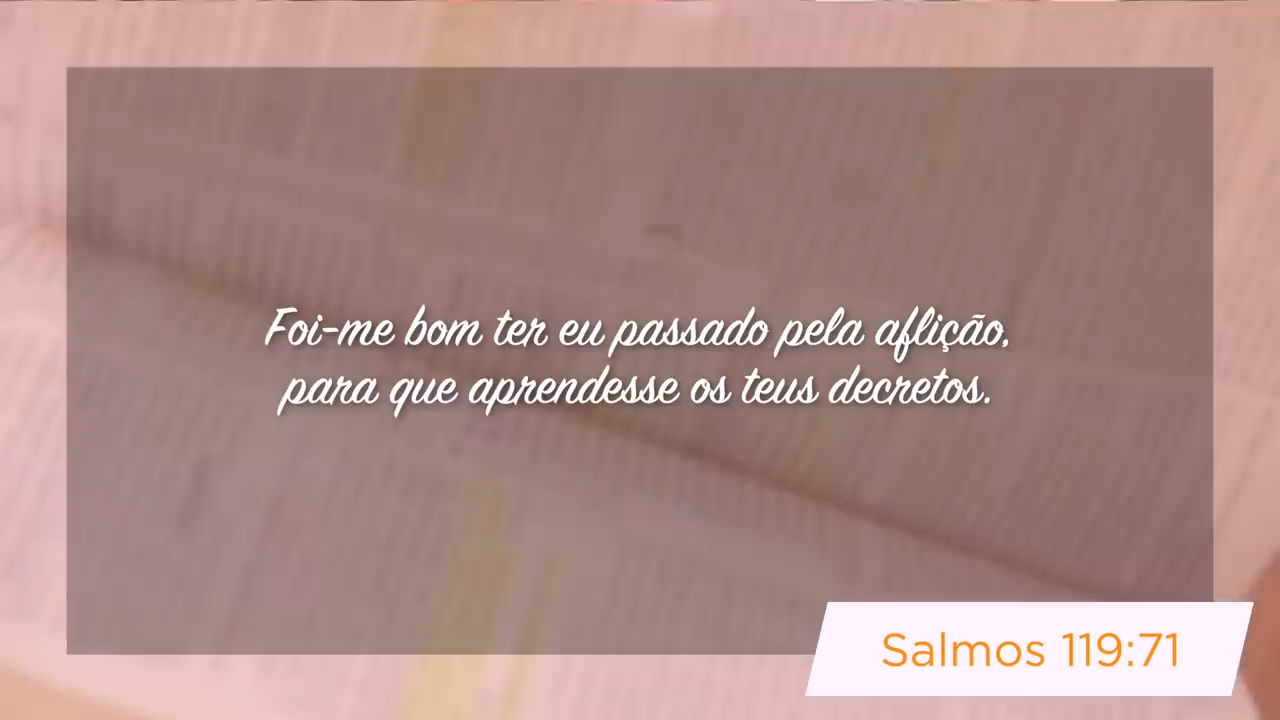 Foi-me bom ter eu passado pela aflição,
para que aprendesse os teus decretos.
Salmos 119:71